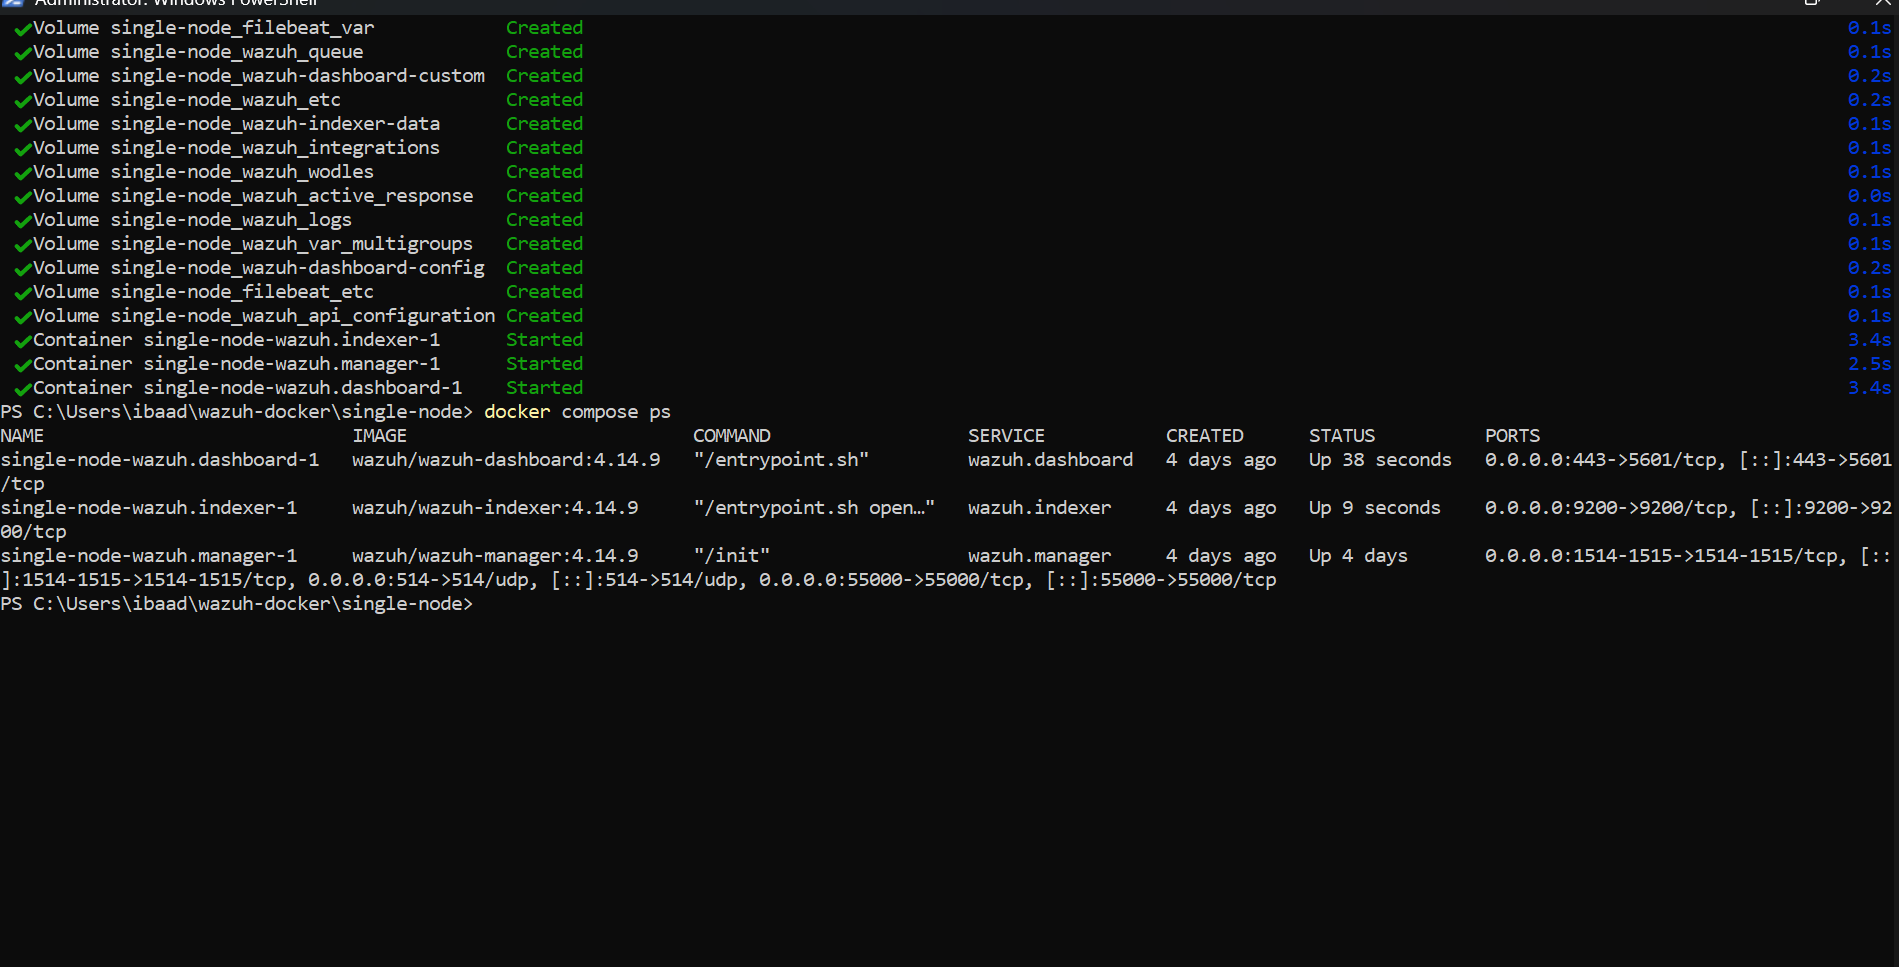 Administrator: Windows PowerShell
✔Volume single-node_filebeat_var Created 0.1s
✔Volume single-node_wazuh_queue Created 0.1s
✔Volume single-node_wazuh-dashboard-custom Created 0.2s
✔Volume single-node_wazuh_etc Created 0.2s
✔Volume single-node_wazuh-indexer-data Created 0.1s
✔Volume single-node_wazuh_integrations Created 0.1s
✔Volume single-node_wazuh_wodles Created 0.1s
✔Volume single-node_wazuh_active_response Created 0.0s
✔Volume single-node_wazuh_logs Created 0.1s
✔Volume single-node_wazuh_var_multigroups Created 0.1s
✔Volume single-node_wazuh-dashboard-config Created 0.2s
✔Volume single-node_filebeat_etc Created 0.1s
✔Volume single-node_wazuh_api_configuration Created 0.1s
✔Container single-node-wazuh.indexer-1 Started 3.4s
✔Container single-node-wazuh.manager-1 Started 2.5s
✔Container single-node-wazuh.dashboard-1 Started 3.4s
PS C:\Users\ibaad\wazuh-docker\single-node> docker compose ps
NAME IMAGE COMMAND SERVICE CREATED STATUS PORTS
single-node-wazuh.dashboard-1 wazuh/wazuh-dashboard:4.14.9 "/entrypoint.sh" wazuh.dashboard 4 days ago Up 38 seconds 0.0.0.0:443->5601/tcp, [::]:443->5601
/tcp
single-node-wazuh.indexer-1 wazuh/wazuh-indexer:4.14.9 "/entrypoint.sh open…" wazuh.indexer 4 days ago Up 9 seconds 0.0.0.0:9200->9200/tcp, [::]:9200->92
00/tcp
single-node-wazuh.manager-1 wazuh/wazuh-manager:4.14.9 "/init" wazuh.manager 4 days ago Up 4 days 0.0.0.0:1514-1515->1514-1515/tcp, [::
]:1514-1515->1514-1515/tcp, 0.0.0.0:514->514/udp, [::]:514->514/udp, 0.0.0.0:55000->55000/tcp, [::]:55000->55000/tcp
PS C:\Users\ibaad\wazuh-docker\single-node>